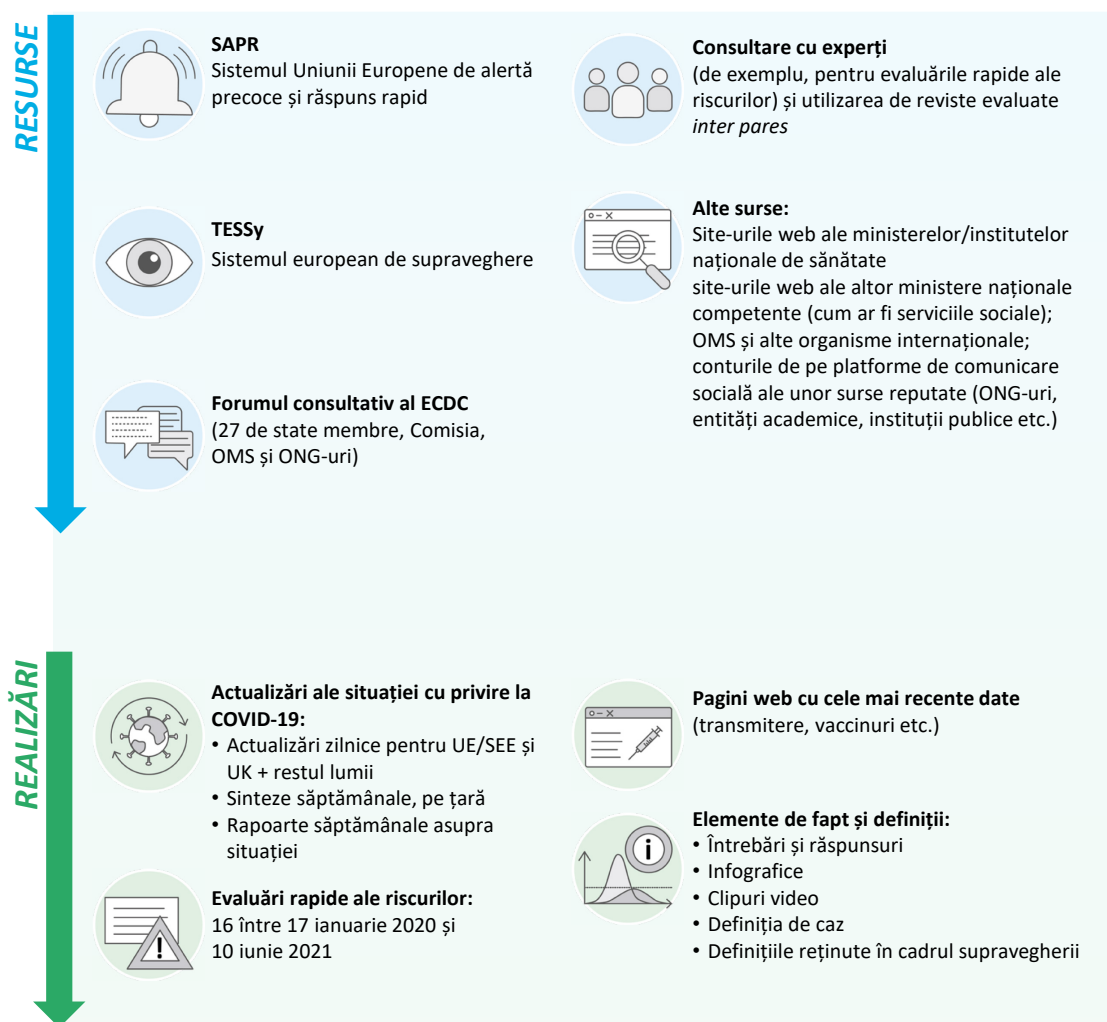 RESURSE
SAPR
Sistemul Uniunii Europene de alertă
precoce și răspuns rapid
Consultare cu experți
(de exemplu, pentru evaluările rapide ale
riscurilor) și utilizarea de reviste evaluate
inter pares
TESSy
Sistemul european de supraveghere
Alte surse:
Site-urile web ale ministerelor/institutelor
naționale de sănătate
site-urile web ale altor ministere naționale
competente (cum ar fi serviciile sociale);
OMS și alte organisme internaționale;
conturile de pe platforme de comunicare
socială ale unor surse reputate (ONG-uri,
entități academice, instituții publice etc.)
Forumul consultativ al ECDC
(27 de state membre, Comisia,
OMS și ONG-uri)
REALIZĂRI
Actualizări ale situației cu privire la
COVID-19:
• Actualizări zilnice pentru UE/SEE și
UK + restul lumii
• Sinteze săptămânale, pe țară
• Rapoarte săptămânale asupra
situației
Pagini web cu cele mai recente date
(transmitere, vaccinuri etc.)
Evaluări rapide ale riscurilor:
16 între 17 ianuarie 2020 și
10 iunie 2021
Elemente de fapt și definiții:
• Întrebări și răspunsuri
• Infografice
• Clipuri video
• Definiția de caz
• Definițiile reținute în cadrul supravegherii